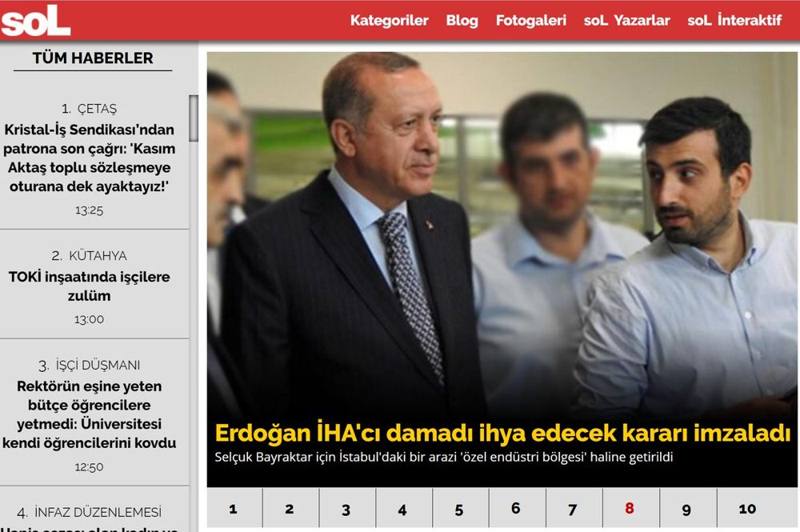 soL
Kategoriler Blog Fotogaleri soL Yazarlar soL İnteraktif
TÜM HABERLER
1. ÇETAŞ
Kristal-İş Sendikası'ndan
patrona son çağrı: 'Kasım
Aktaş toplu sözleşmeye
oturana dek ayaktayız!'
13:25
2. KÜTAHYA
TOKİ inşaatında işçilere
zulüm
13:00
3. İŞÇİ DÜŞMANI
Rektörün eşine yeten
bütçe öğrencilere
yetmedi: Üniversitesi
kendi öğrencilerini kovdu
12:50
4. İNFAZ DÜZENLEMESİ
Erdoğan İHA'cı damadı ihya edecek kararı imzaladı
Selçuk Bayraktar için İstabul'daki bir arazi 'özel endüstri bölgesi' haline getirildi
1 2 3 4 5 6 7 8 9 10